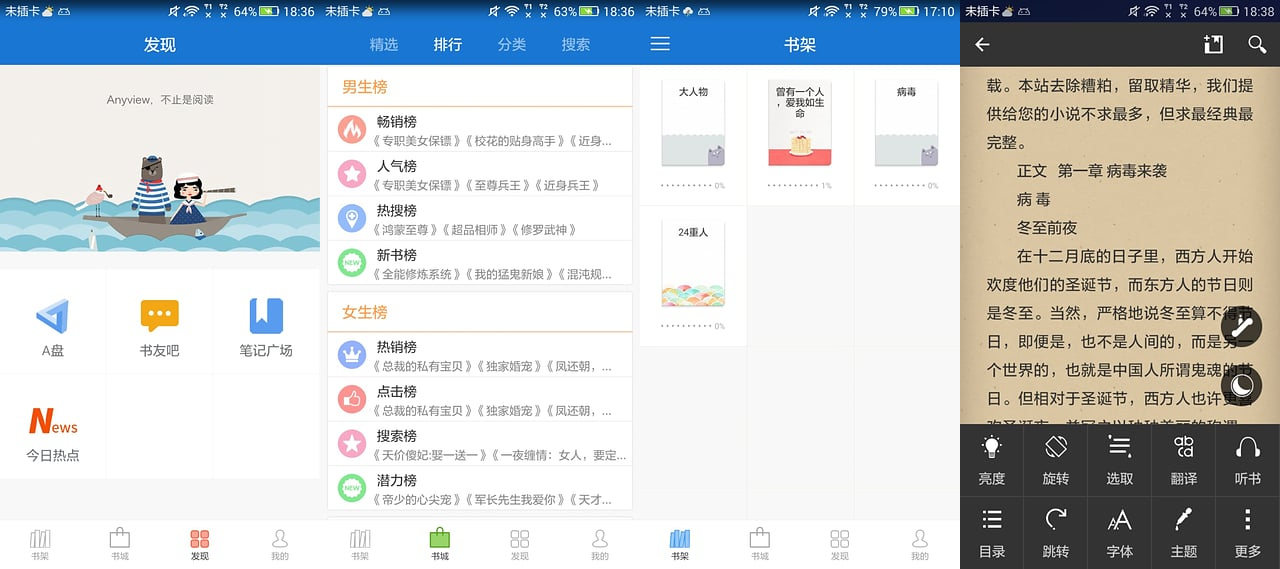 未插卡 T1 T2 64% 18:36
发现
Anyview，不止是阅读
A盘
书友吧
笔记广场
News
今日热点
书架
书城
发现
我的
未插卡 T1 T2 63% 18:36
精选
排行
分类
搜索
男生榜
畅销榜
《专职美女保镖》《校花的贴身高手》《近身...
人气榜
《专职美女保镖》《至尊兵王》《近身兵王》
热搜榜
《鸿蒙至尊》《超品相师》《修罗武神》
NEW
新书榜
《全能修炼系统》《我的猛鬼新娘》《混沌规...
女生榜
热销榜
《总裁的私有宝贝》《独家婚宠》《凤还朝，...
点击榜
《总裁的私有宝贝》《独家婚宠》《凤还朝，...
搜索榜
《天价傻妃:娶一送一》《一夜缠情：女人，要定...
NEW
潜力榜
《帝少的心尖宠》《军长先生我爱你》《天才...
书架
书城
发现
我的
未插卡 T1 T2 79% 17:10
书架
大人物
0%
曾有一个人
，爱我如生
命
1%
病毒
0%
24重人
0%
书架
书城
发现
我的
未插卡 T1 T2 64% 18:38
载。本站去除糟粕，留取精华，我们提
供给您的小说不求最多，但求最经典最
完整。
正文 第一章 病毒来袭
病 毒
冬至前夜
在十二月底的日子里，西方人开始
欢度他们的圣诞节，而东方人的节日则
是冬至。当然，严格地说冬至算不得节
日，即便是，也不是人间的，而是另一
个世界的，也就是中国人所谓鬼魂的节
日。但相对于圣诞节，西方人也许更喜
亮度
旋转
选取
abcd
翻译
听书
目录
跳转
AA
字体
主题
更多